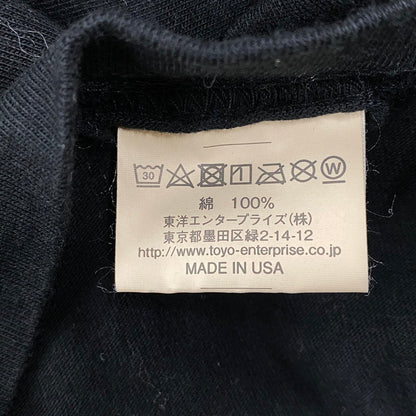 30 W
綿 100%
東洋エンタープライズ(株)
東京都墨田区緑2-14-12
www.toyo-enterprise.co.jp
MADE IN USA